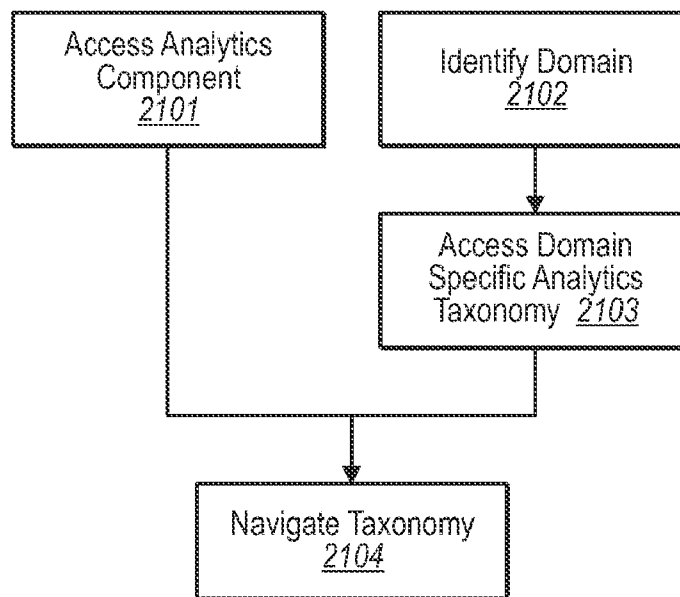 Access Analytics
Component
2101
Identify Domain
2102
Access Domain
Specific Analytics
Taxonomy 2103
Navigate Taxonomy
2104